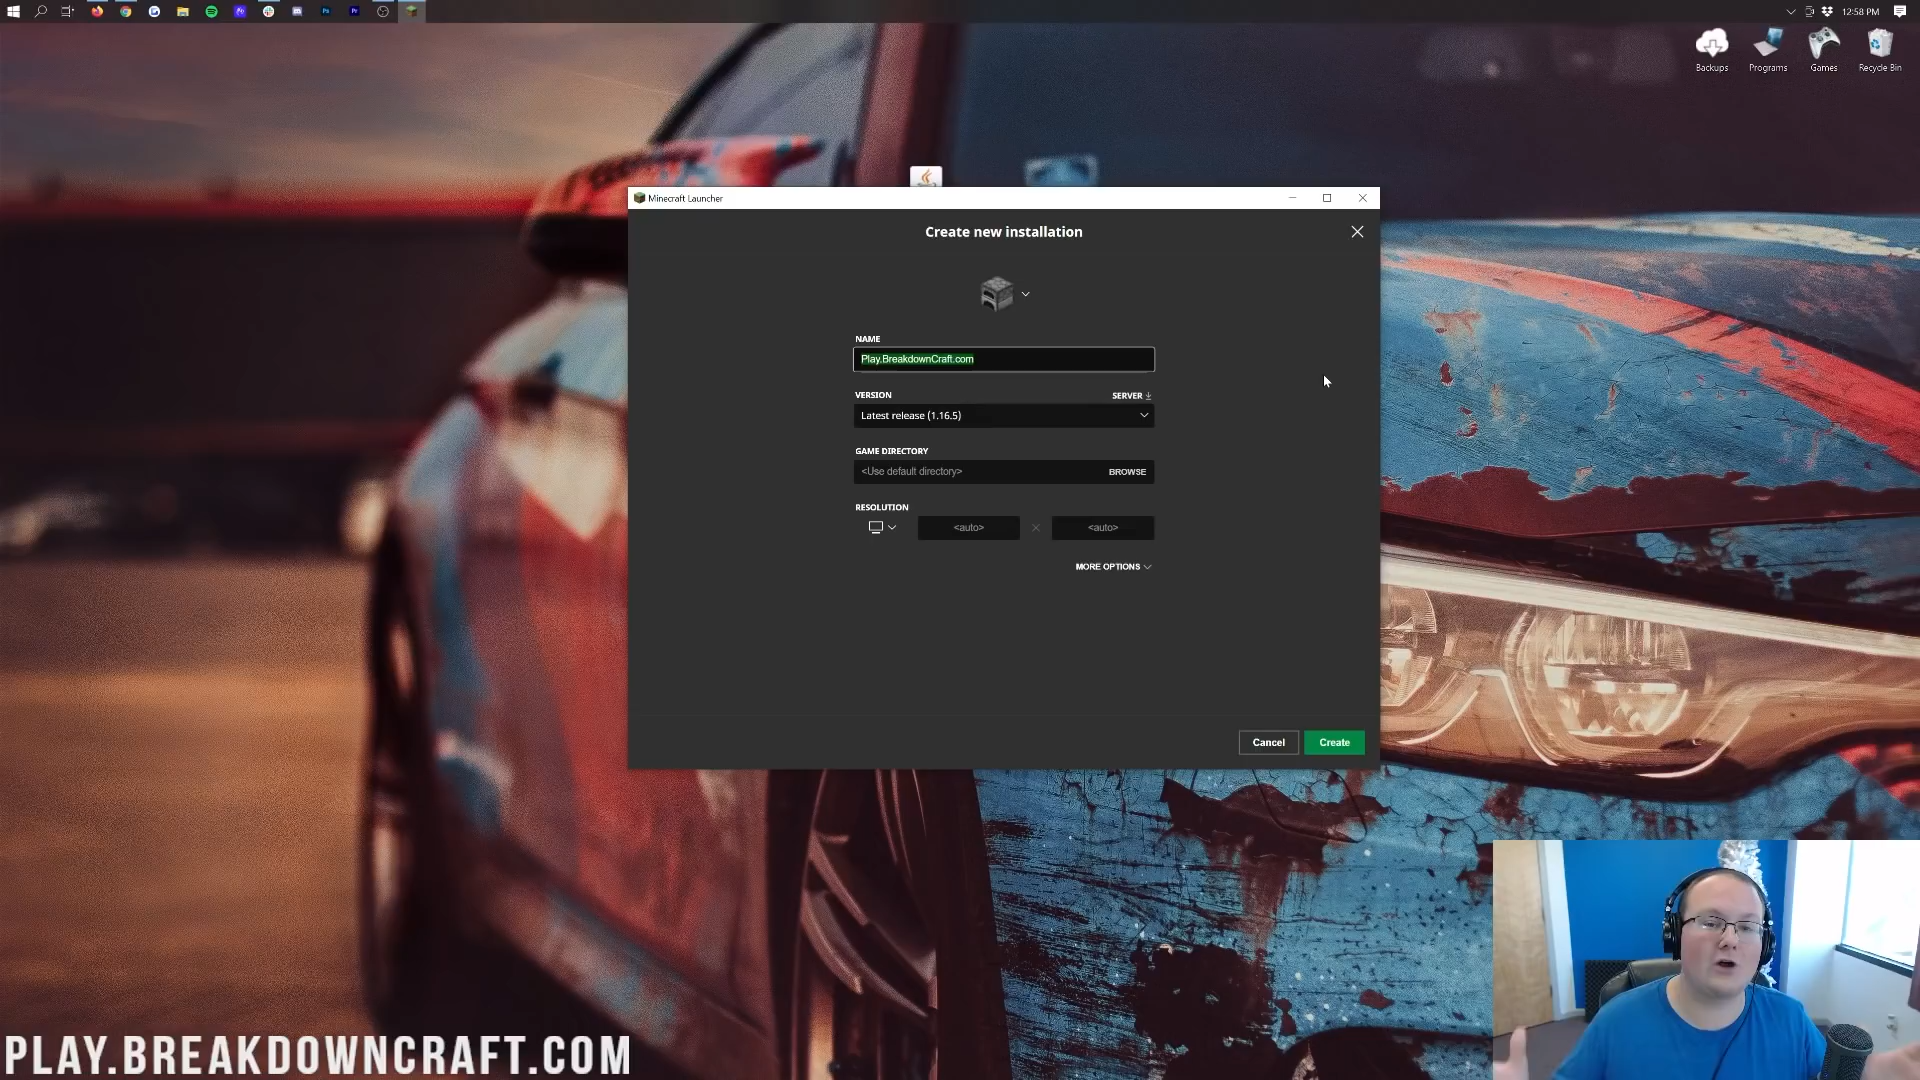 12:58 PM
Backups
Programs
Games
Recycle Bin
Minecraft Launcher
Create new installation
NAME
Play.BreakdownCraft.com
VERSION
SERVER
Latest release (1.16.5)
GAME DIRECTORY
<Use default directory>
BROWSE
RESOLUTION
<auto>
<auto>
MORE OPTIONS
Cancel
Create
PLAY.BREAKDOWNCRAFT.COM